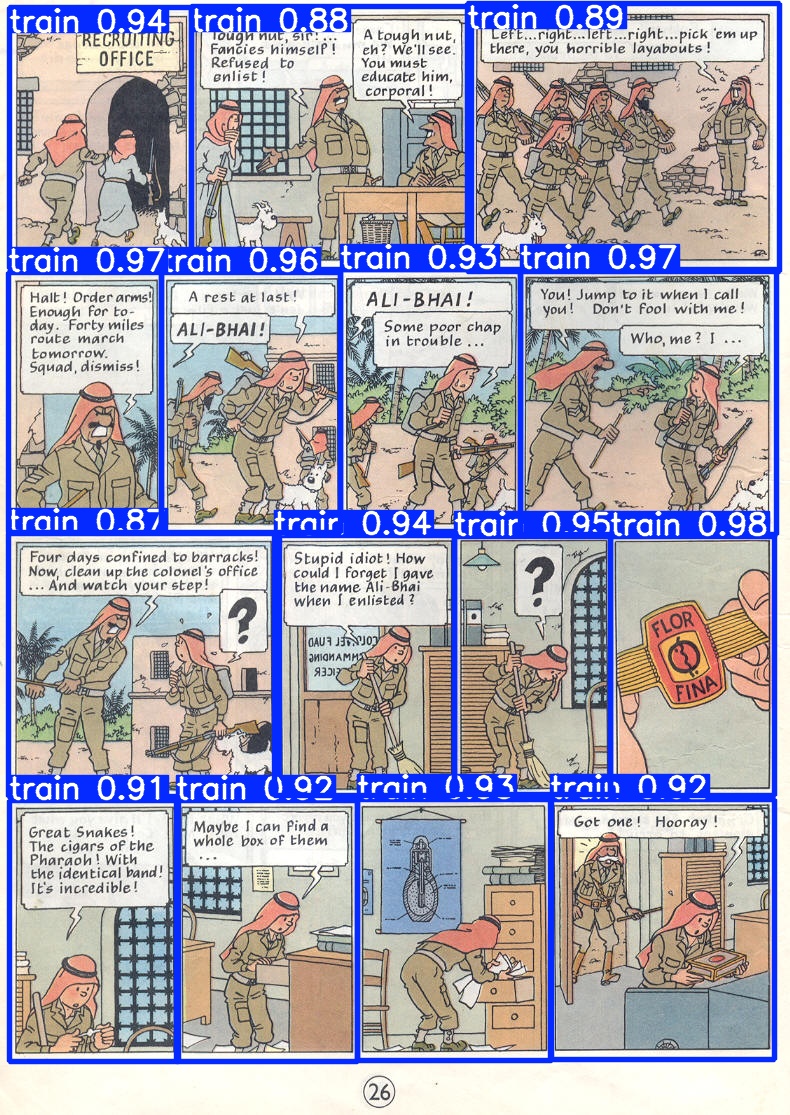 train 0.94
RECRUITING
OFFICE
train 0.88
Tough nut, sir! ...
Fancies himself!
Refused to
enlist!
A tough nut,
eh? We'll see.
You must
educate him,
corporal!
train 0.89
Left...right...left...right...pick 'em up
there, you horrible layabouts!
train 0.97
Halt! Order arms!
Enough for to-
day. Forty miles
route march
tomorrow.
Squad, dismiss!
train 0.96
A rest at last!
ALI-BHAI!
train 0.93
ALI-BHAI!
Some poor chap
in trouble ...
train 0.97
You! Jump to it when I call
you! Don't fool with me!
Who, me? I ...
train 0.87
Four days confined to barracks!
Now, clean up the colonel's office
... And watch your step!
?
train 0.94
Stupid idiot! How
could I forget I gave
the name Ali-Bhai
when I enlisted?
train 0.95
?
train 0.98
FLOR
FINA
train 0.91
Great Snakes!
The cigars of the
Pharaoh! With
the identical band!
It's incredible!
train 0.92
Maybe I can find a
whole box of them
...
train 0.93
train 0.92
Got one! Hooray!
26